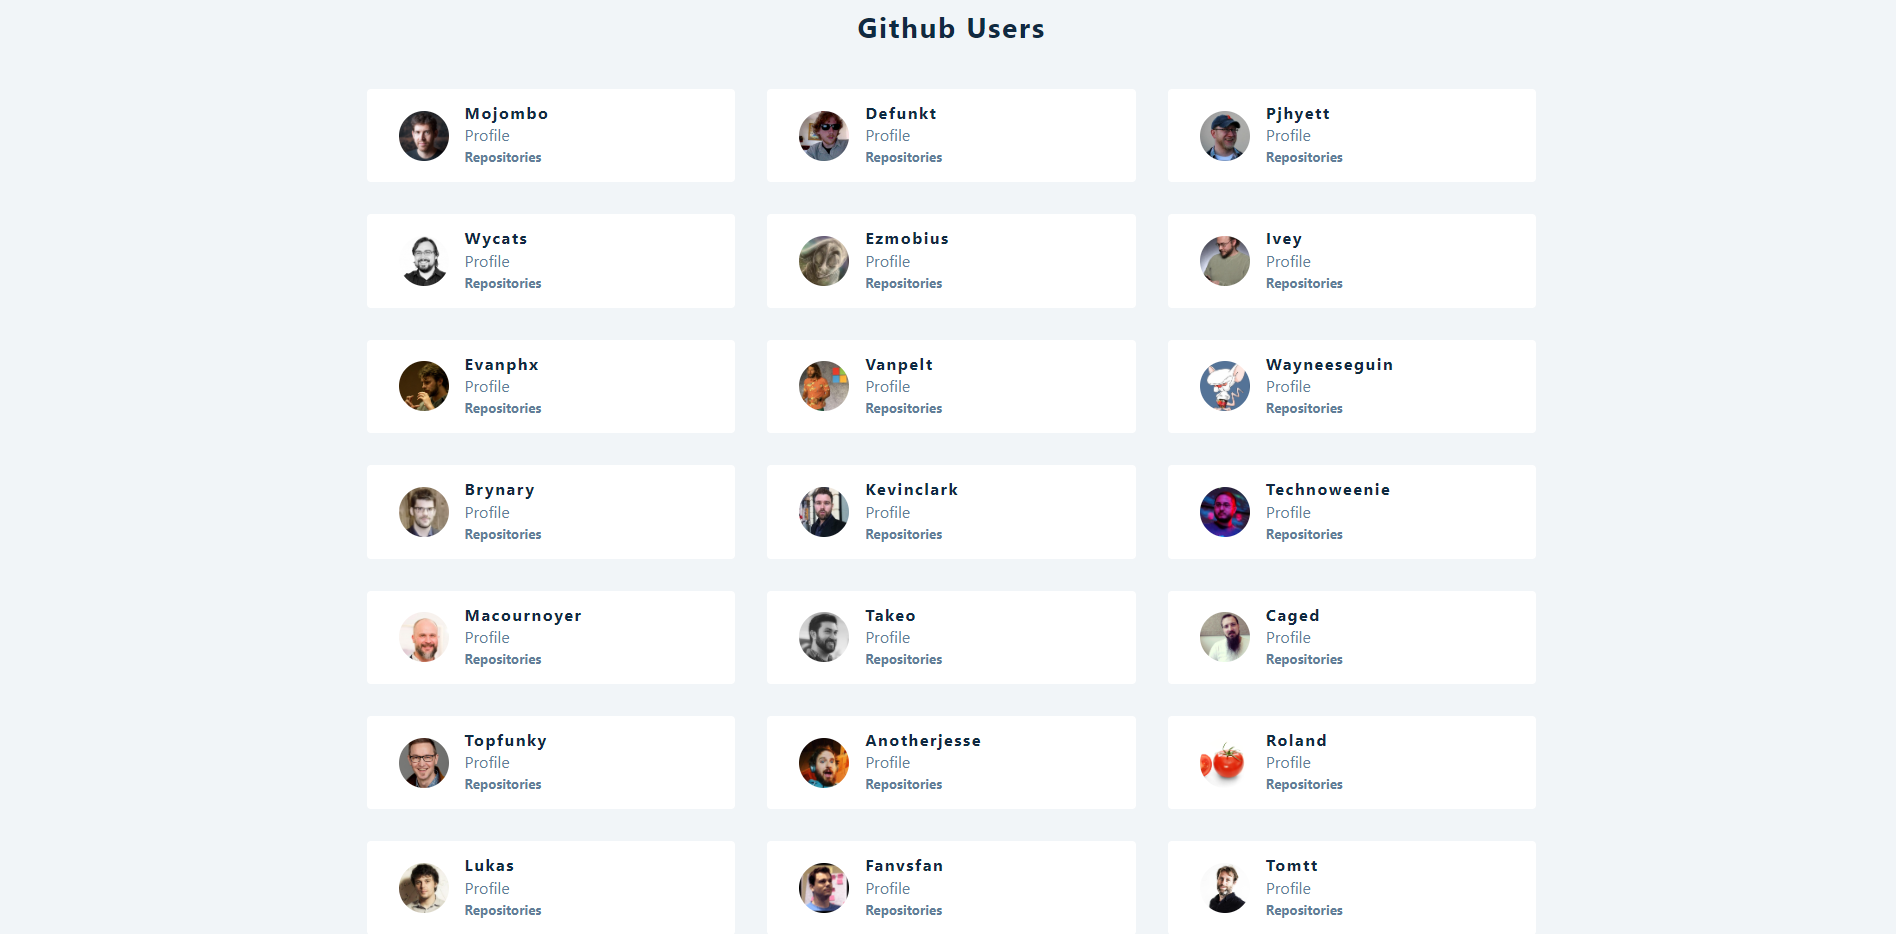 Github Users
Mojombo
Profile
Repositories
Defunkt
Profile
Repositories
Pjhyett
Profile
Repositories
Wycats
Profile
Repositories
Ezmobius
Profile
Repositories
Ivey
Profile
Repositories
Evanphx
Profile
Repositories
Vanpelt
Profile
Repositories
Wayneeseguin
Profile
Repositories
Brynary
Profile
Repositories
Kevinclark
Profile
Repositories
Technoweenie
Profile
Repositories
Macournoyer
Profile
Repositories
Takeo
Profile
Repositories
Caged
Profile
Repositories
Topfunky
Profile
Repositories
Anotherjesse
Profile
Repositories
Roland
Profile
Repositories
Lukas
Profile
Repositories
Fanvsfan
Profile
Repositories
Tomtt
Profile
Repositories